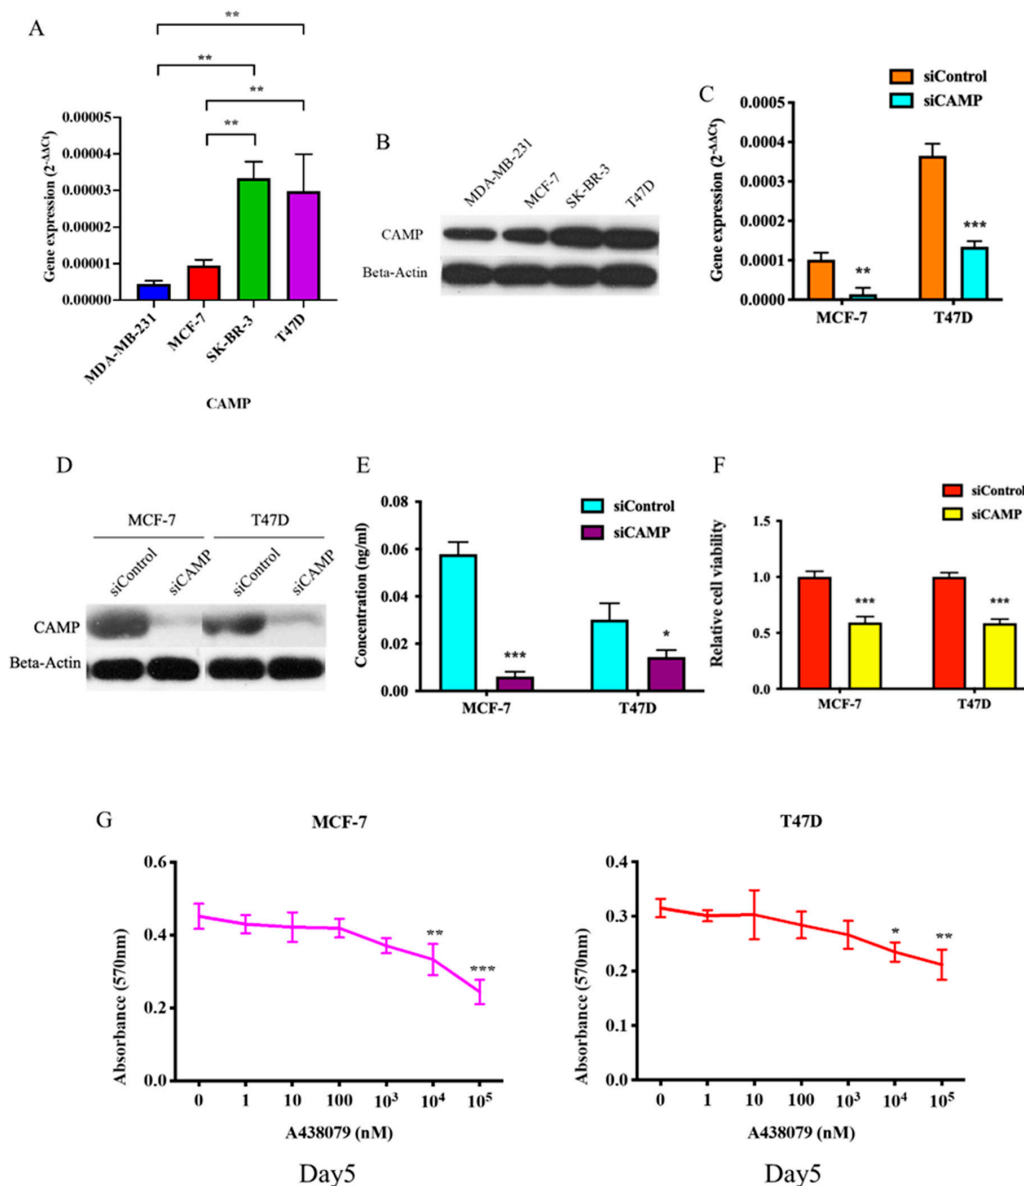 A
**
**
**
**
Gene expression (2-ΔΔCt)
0.00005
0.00004
0.00003
0.00002
0.00001
0.00000
MDA-MB-231
MCF-7
SK-BR-3
T47D
CAMP
B
MDA-MB-231
MCF-7
SK-BR-3
T47D
CAMP
Beta-Actin
C
siControl
siCAMP
Gene expression (2-ΔΔCt)
0.0005
0.0004
0.0003
0.0002
0.0001
0.0000
**
***
MCF-7
T47D
D
MCF-7
T47D
siControl
siCAMP
siControl
siCAMP
CAMP
Beta-Actin
E
siControl
siCAMP
Concentration (ng/ml)
0.08
0.06
0.04
0.02
0.00
***
*
MCF-7
T47D
F
siControl
siCAMP
Relative cell viability
1.5
1.0
0.5
0.0
***
***
MCF-7
T47D
G
MCF-7
Absorbance (570nm)
0.6
0.4
0.2
0.0
**
***
0 1 10 100 10³ 10⁴ 10⁵
A438079 (nM)
Day5
T47D
Absorbance (570nm)
0.4
0.3
0.2
0.1
0.0
*
**
0 1 10 100 10³ 10⁴ 10⁵
A438079 (nM)
Day5